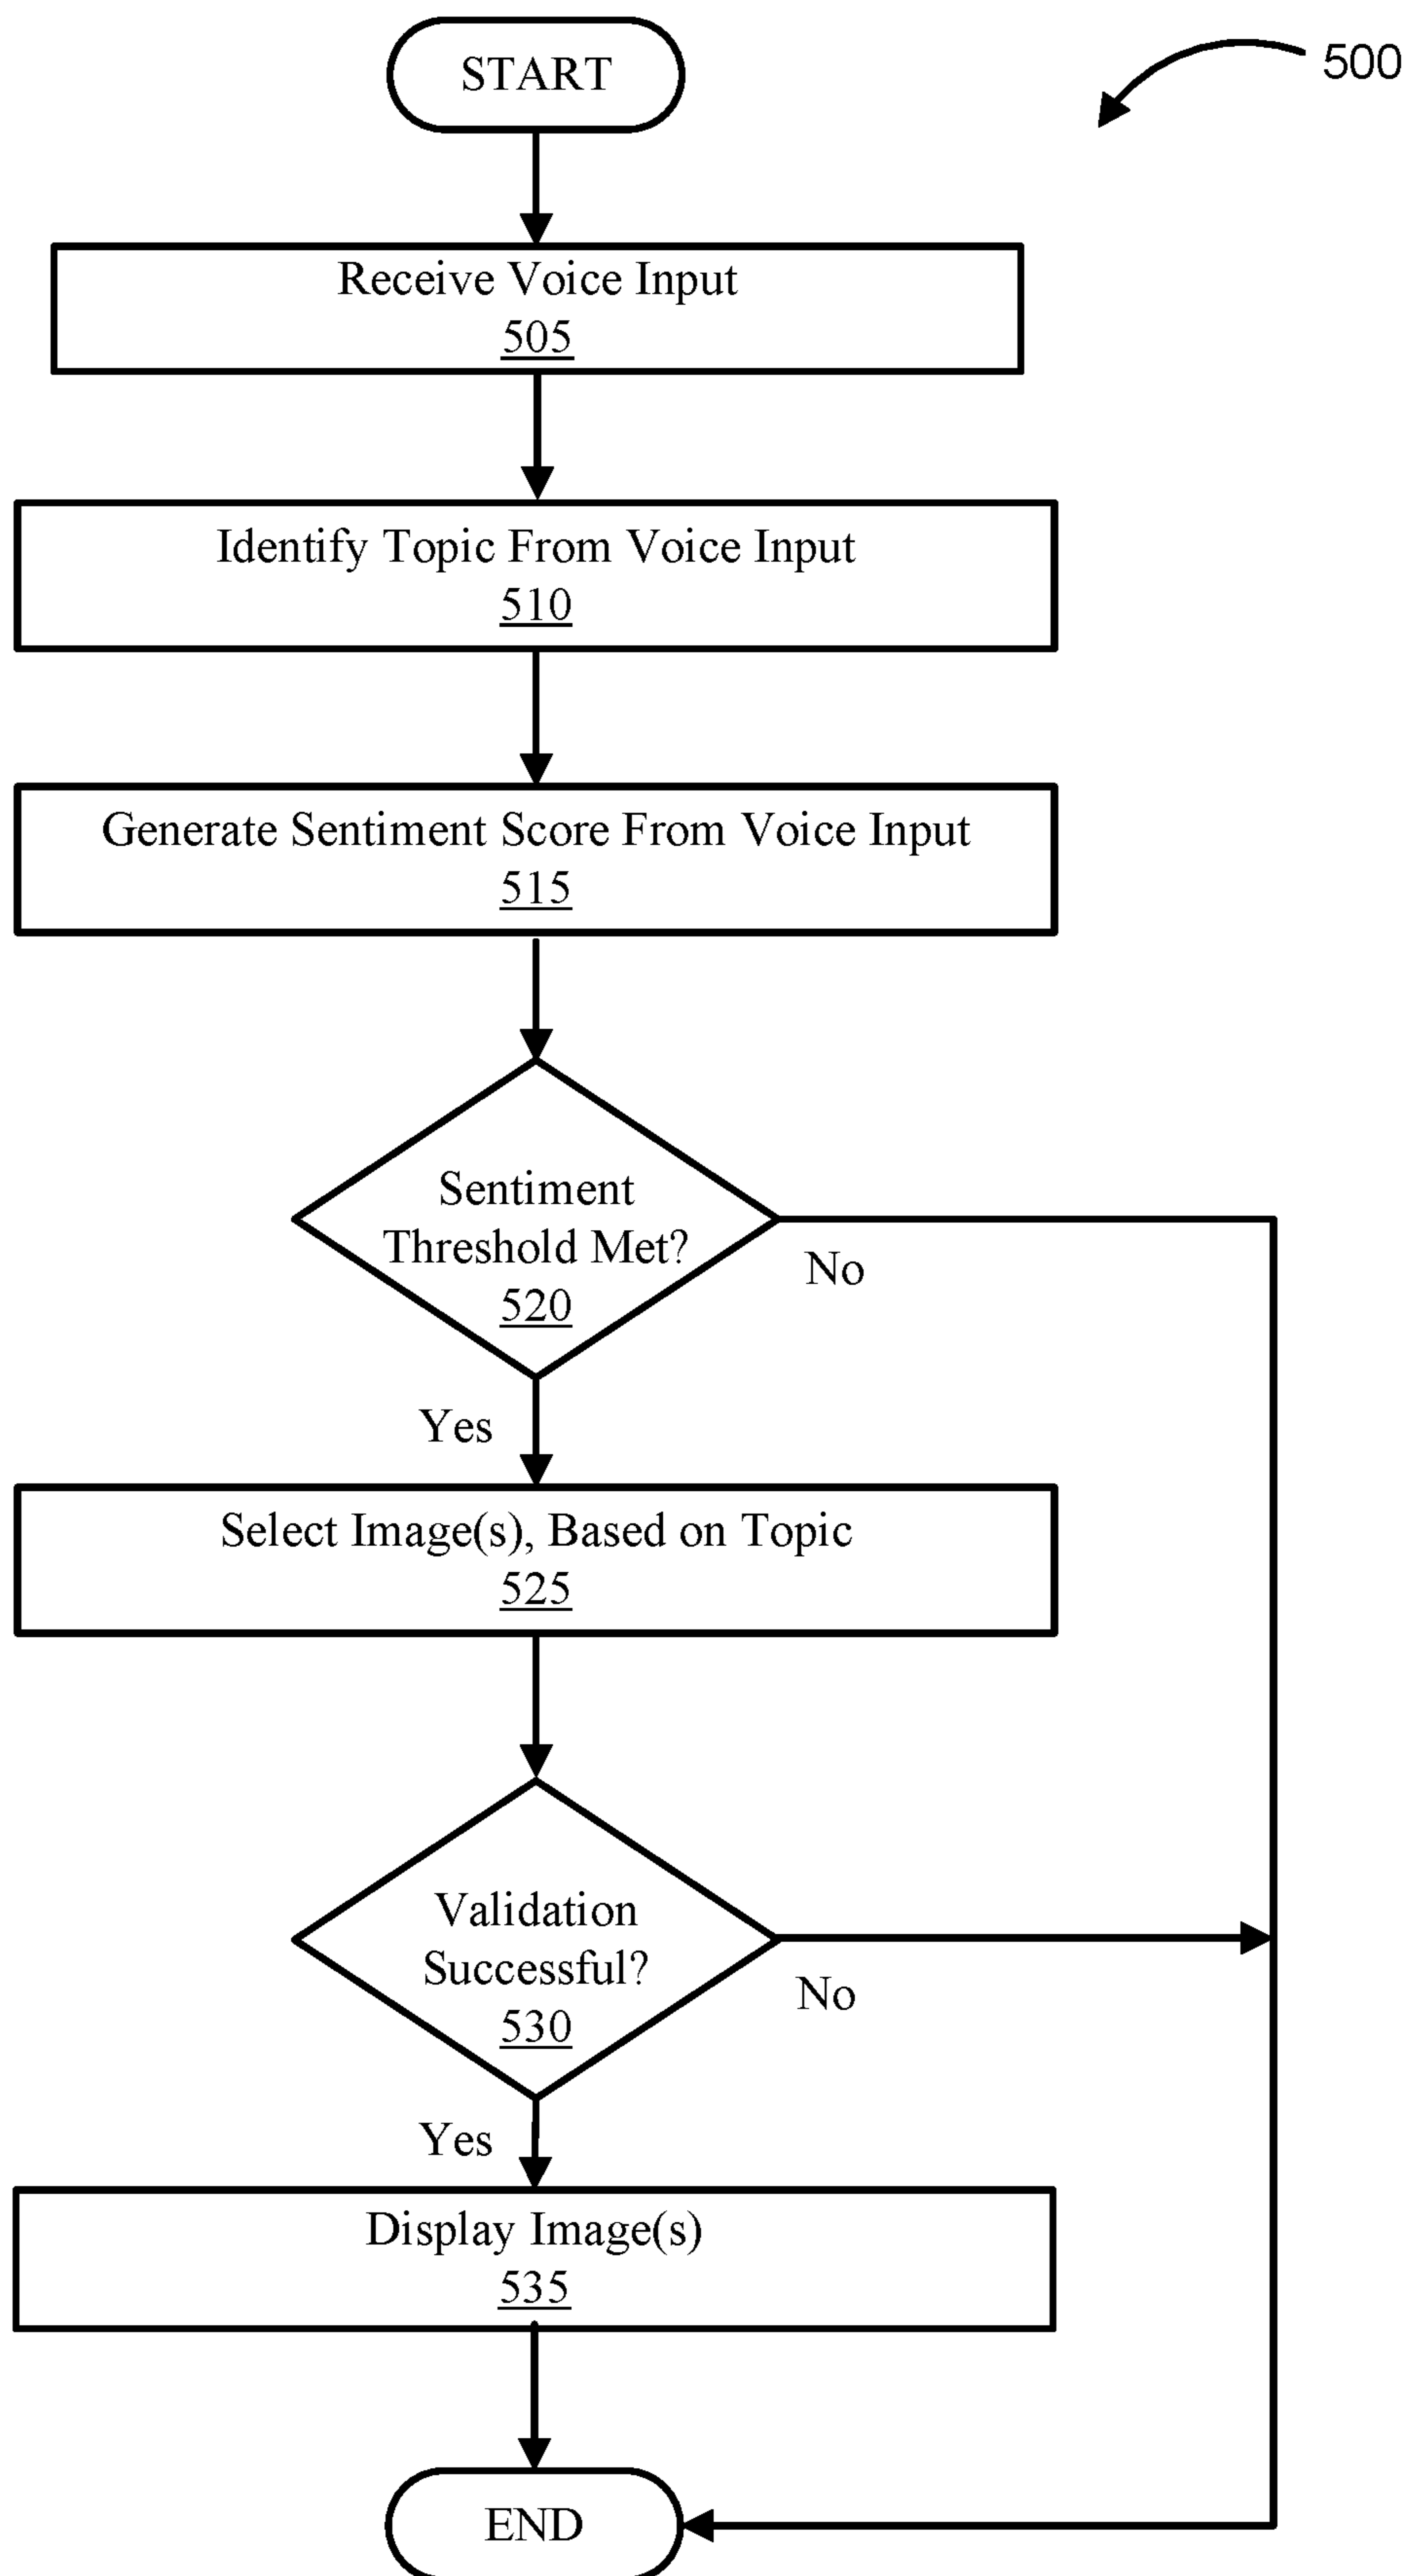 START
500
Receive Voice Input
505
Identify Topic From Voice Input
510
Generate Sentiment Score From Voice Input
515
Sentiment
Threshold Met?
520
No
Yes
Select Image(s), Based on Topic
525
Validation
Successful?
530
No
Yes
Display Image(s)
535
END